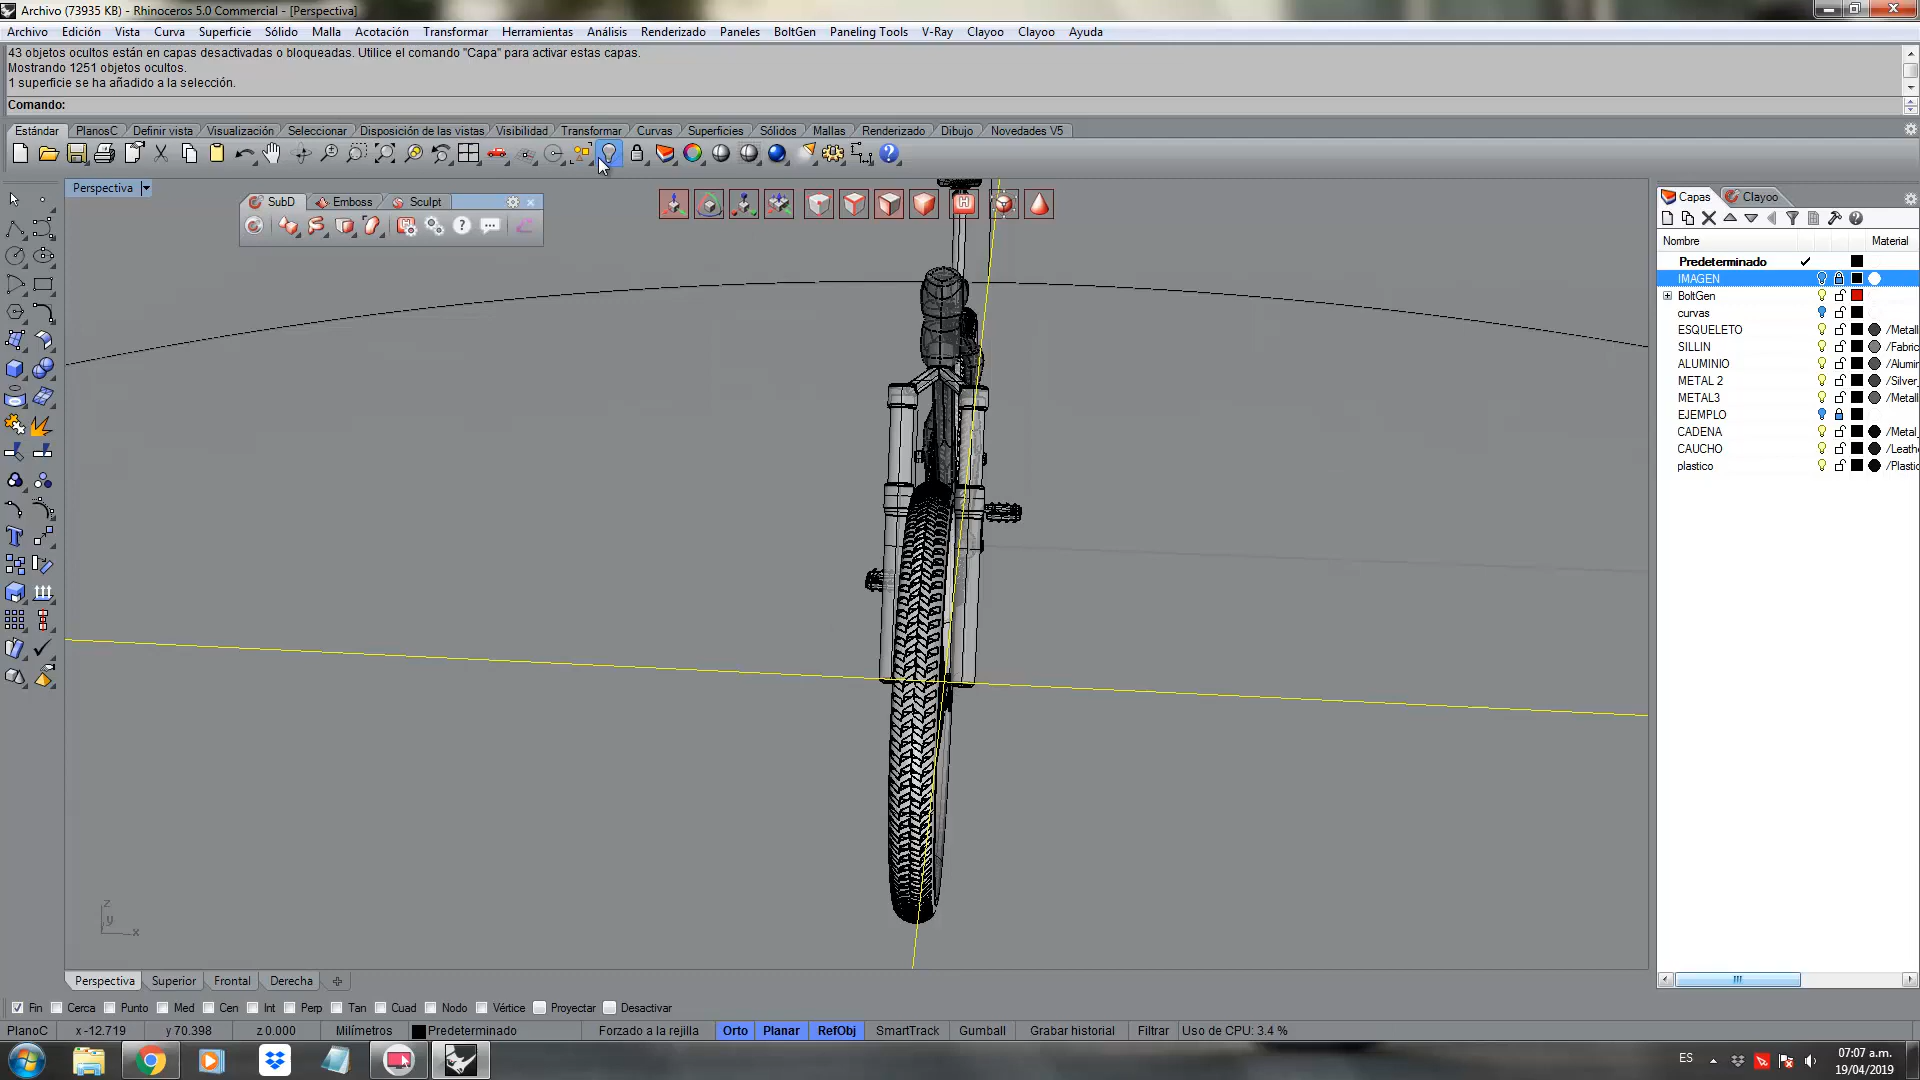 Archivo (73935 KB) - Rhinoceros 5.0 Commercial - [Perspectiva]
Archivo Edición Vista Curva Superficie Sólido Malla Acotación Transformar Herramientas Análisis Renderizado Paneles BoltGen Paneling Tools V-Ray Clayoo Clayoo Ayuda
43 objetos ocultos están en capas desactivadas o bloqueadas. Utilice el comando "Capa" para activar estas capas.
Mostrando 1251 objetos ocultos.
1 superficie se ha añadido a la selección.
Comando:
Estándar PlanosC Definir vista Visualización Seleccionar Disposición de las vistas Visibilidad Transformar Curvas Superficies Sólidos Mallas Renderizado Dibujo Novedades V5
Perspectiva
SubD Emboss Sculpt
Capas Clayoo
Nombre Material
Predeterminado
IMAGEN
BoltGen
curvas
ESQUELETO /Metall
SILLIN /Fabric
ALUMINIO /Alumir
METAL 2 /Silver_
METAL3 /Metall
EJEMPLO
CADENA /Metal_
CAUCHO /Leathe
plastico /Plastic
z
y
x
Perspectiva Superior Frontal Derecha
Fin Cerca Punto Med Cen Int Perp Tan Cuad Nodo Vértice Proyectar Desactivar
PlanoC x -12.719 y 70.398 z 0.000 Milímetros Predeterminado Forzado a la rejilla Orto Planar RefObj SmartTrack Gumball Grabar historial Filtrar Uso de CPU: 3.4 %
ES
07:07 a.m.
19/04/2019